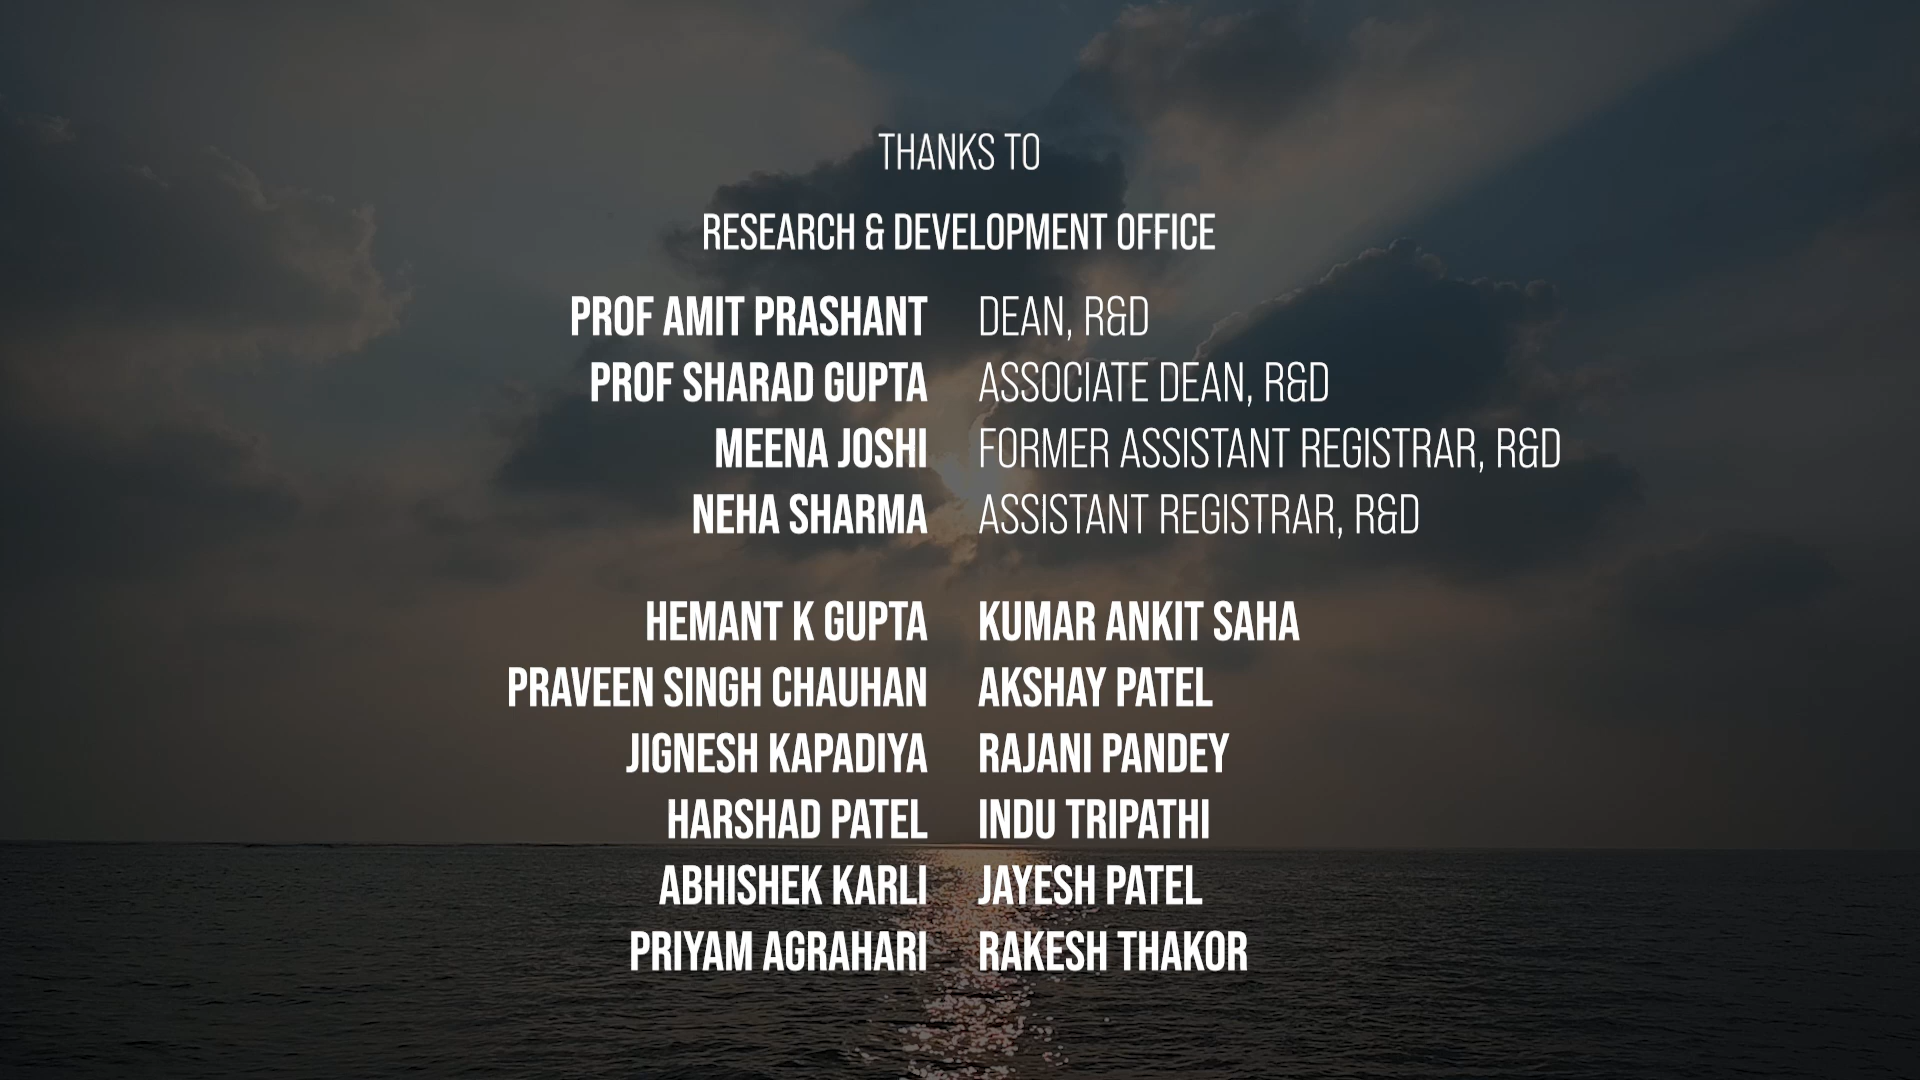 THANKS TO
RESEARCH & DEVELOPMENT OFFICE
PROF AMIT PRASHANT DEAN, R&D
PROF SHARAD GUPTA ASSOCIATE DEAN, R&D
MEENA JOSHI FORMER ASSISTANT REGISTRAR, R&D
NEHA SHARMA ASSISTANT REGISTRAR, R&D
HEMANT K GUPTA KUMAR ANKIT SAHA
PRAVEEN SINGH CHAUHAN AKSHAY PATEL
JIGNESH KAPADIYA RAJANI PANDEY
HARSHAD PATEL INDU TRIPATHI
ABHISHEK KARLI JAYESH PATEL
PRIYAM AGRAHARI RAKESH THAKOR